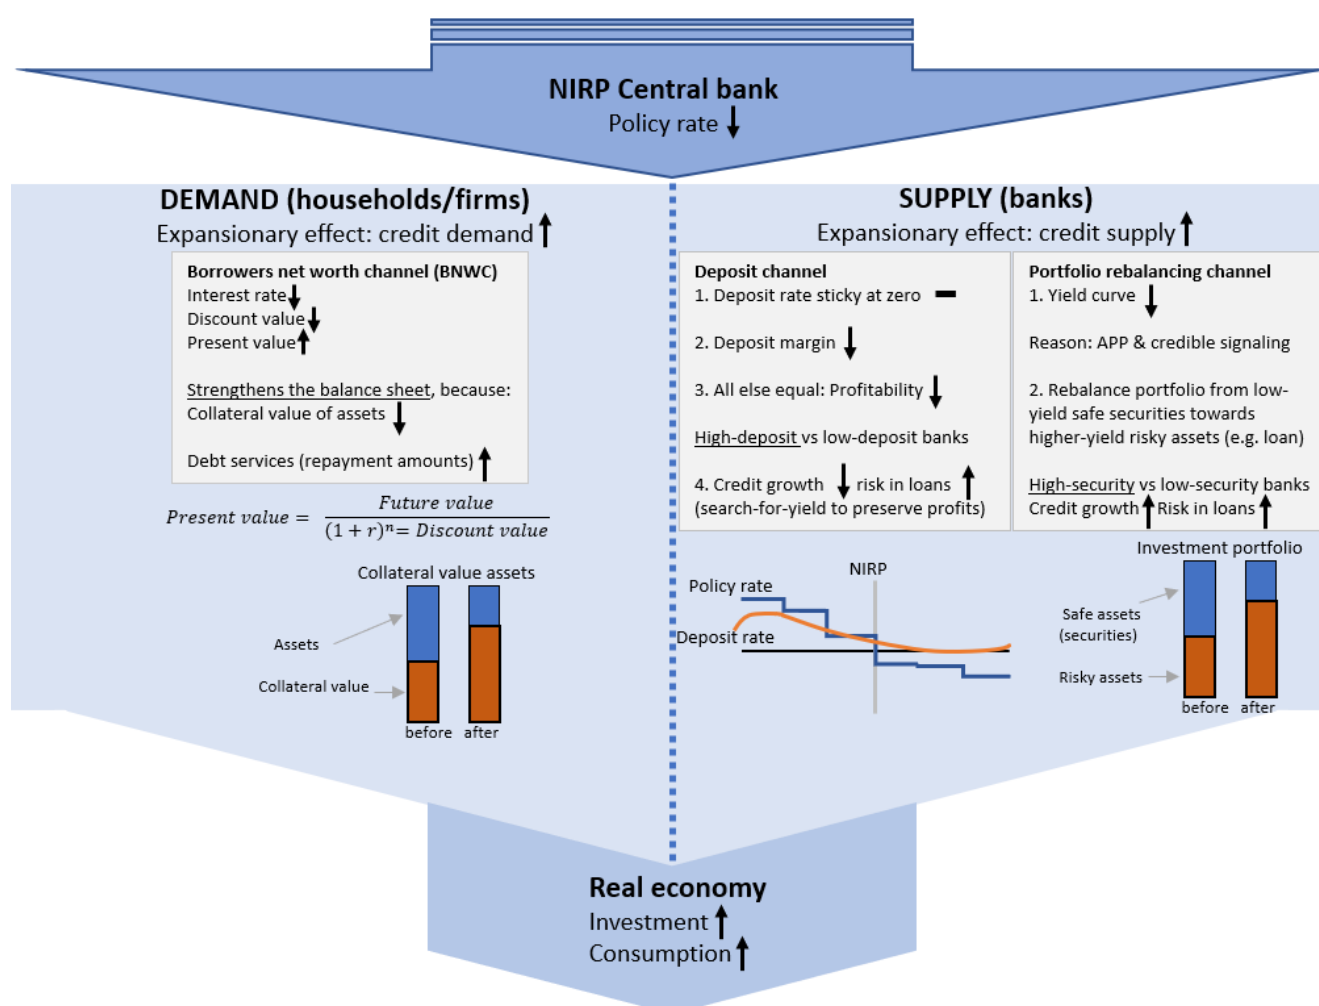 NIRP Central bank
Policy rate
DEMAND (households/firms)
Expansionary effect: credit demand
Borrowers net worth channel (BNWC)
Interest rate
Discount value
Present value
Strengthens the balance sheet, because:
Collateral value of assets
Debt services (repayment amounts)
Present value = Future value / (1 + r)ⁿ= Discount value
Collateral value assets
Assets
Collateral value
before after
SUPPLY (banks)
Expansionary effect: credit supply
Deposit channel
1. Deposit rate sticky at zero
2. Deposit margin
3. All else equal: Profitability
High-deposit vs low-deposit banks
4. Credit growth risk in loans
(search-for-yield to preserve profits)
Portfolio rebalancing channel
1. Yield curve
Reason: APP & credible signaling
2. Rebalance portfolio from low-
yield safe securities towards
higher-yield risky assets (e.g. loan)
High-security vs low-security banks
Credit growth Risk in loans
NIRP
Policy rate
Deposit rate
Investment portfolio
Safe assets
(securities)
Risky assets
before after
Real economy
Investment
Consumption